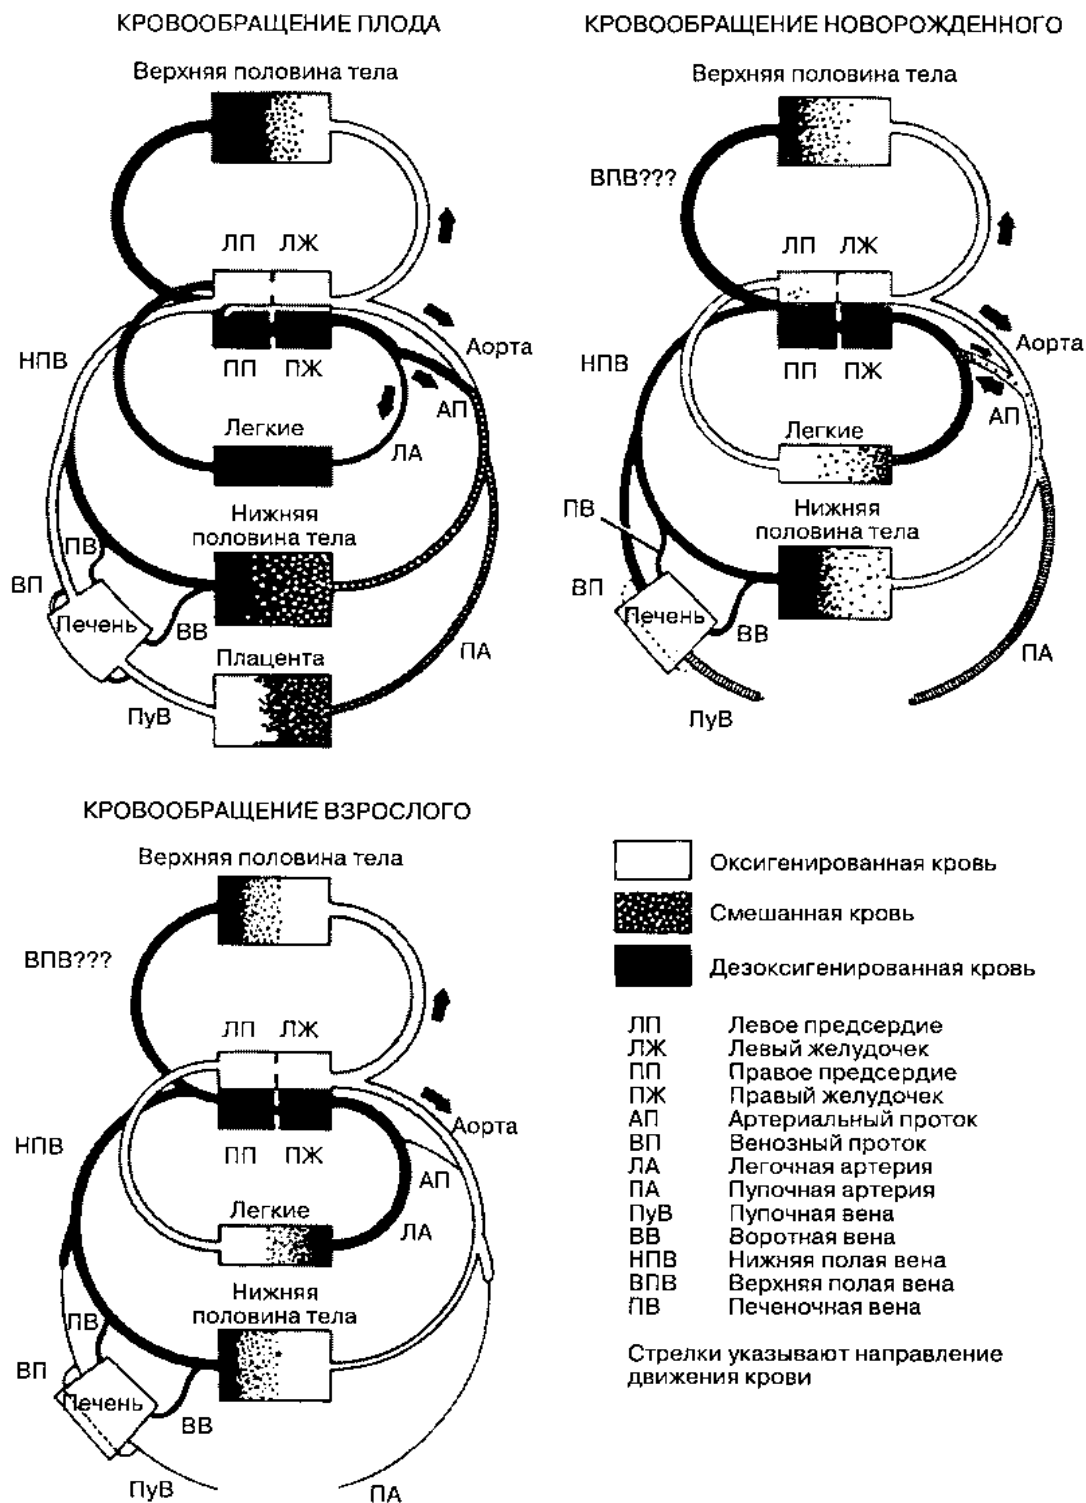 КРОВООБРАЩЕНИЕ ПЛОДА
Верхняя половина тела
ЛП ЛЖ
НПВ
Аорта
ПП ПЖ
АП
Легкие
ЛА
Нижняя
половина тела
ПВ
ВП
Печень
ВВ
Плацента
ПА
ПуВ
КРОВООБРАЩЕНИЕ НОВОРОЖДЕННОГО
Верхняя половина тела
ВПВ???
ЛП ЛЖ
НПВ
Аорта
ПП ПЖ
АП
Легкие
Нижняя
половина тела
ПВ
ВП
Печень
ВВ
ПА
ПуВ
КРОВООБРАЩЕНИЕ ВЗРОСЛОГО
Верхняя половина тела
ВПВ???
ЛП ЛЖ
НПВ
Аорта
ПП ПЖ
АП
Легкие
ЛА
Нижняя
половина тела
ПВ
ВП
Печень
ВВ
ПуВ
ПА
Оксигенированная кровь
Смешанная кровь
Дезоксигенированная кровь
ЛП Левое предсердие
ЛЖ Левый желудочек
ПП Правое предсердие
ПЖ Правый желудочек
АП Артериальный проток
ВП Венозный проток
ЛА Легочная артерия
ПА Пупочная артерия
ПуВ Пупочная вена
ВВ Воротная вена
НПВ Нижняя полая вена
ВПВ Верхняя полая вена
ПВ Печеночная вена
Стрелки указывают направление
движения крови